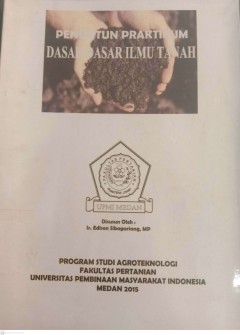 PENUNTUN PRAKTIKUM
DASAR-DASAR ILMU TANAH
UPMI MEDAN
Disusun Oleh :
Ir. Edison Sibagariang, MP
PROGRAM STUDI AGROTEKNOLOGI
FAKULTAS PERTANIAN
UNIVERSITAS PEMBINAAN MASYARAKAT INDONESIA
MEDAN 2015